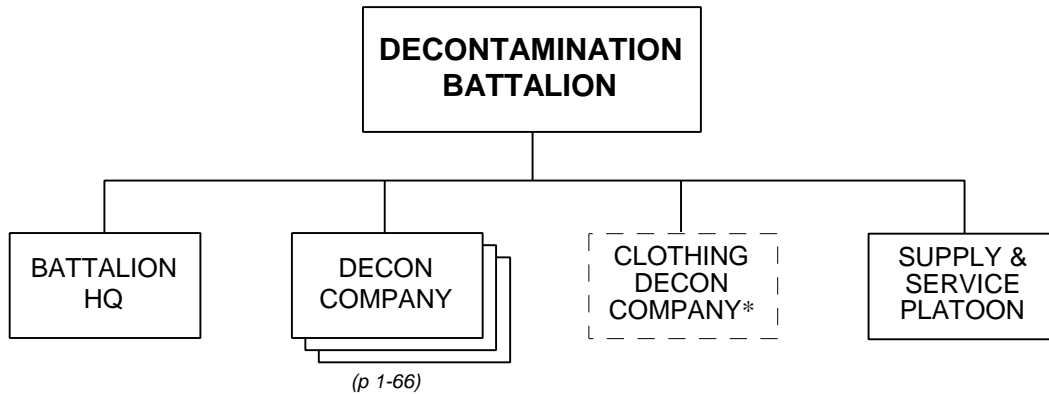 DECONTAMINATION
BATTALION
BATTALION
HQ
DECON
COMPANY
(p 1-66)
CLOTHING
DECON
COMPANY*
SUPPLY &
SERVICE
PLATOON